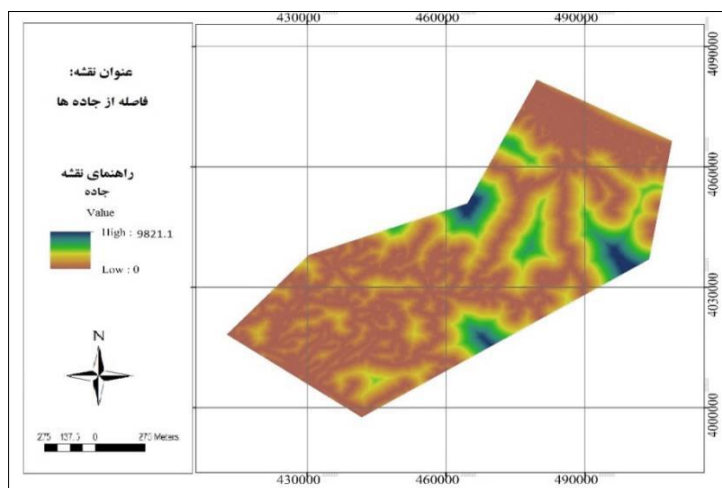 430000 460000 490000
عنوان نقشه:
فاصله از جاده ها
راهنمای نقشه
جاده
Value
High : 9821.1
Low : 0
N
275 137.5 0 275 Meters
4090000
4060000
4030000
4000000
430000 460000 490000